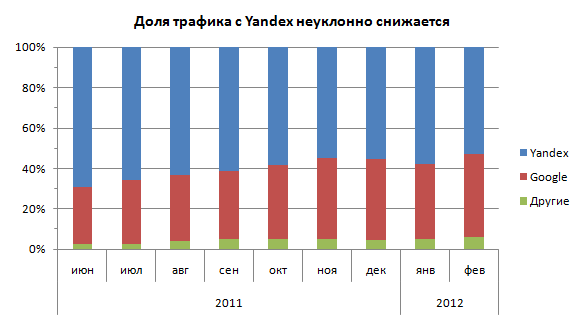 Доля трафика с Yandex неуклонно снижается
100%
80%
60%
40%
20%
0%
июн июл авг сен окт ноя дек янв фев
2011 2012
Yandex
Google
Другие